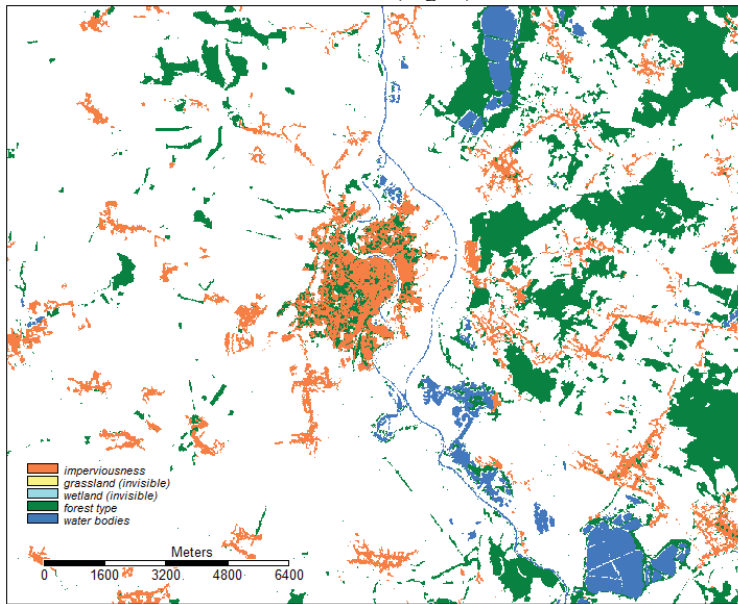 imperviousness
grassland (invisible)
wetland (invisible)
forest type
water bodies
Meters
0 1600 3200 4800 6400